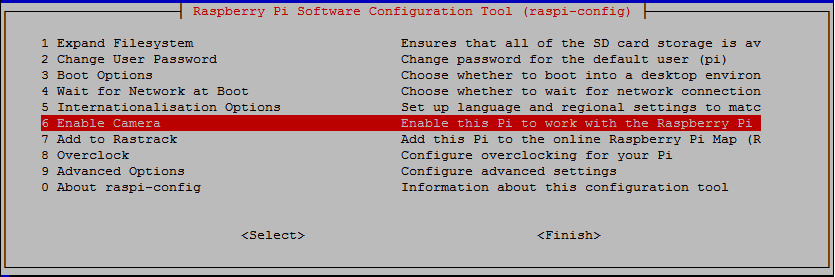 Raspberry Pi Software Configuration Tool (raspi-config)
1 Expand Filesystem Ensures that all of the SD card storage is av
2 Change User Password Change password for the default user (pi)
3 Boot Options Choose whether to boot into a desktop environ
4 Wait for Network at Boot Choose whether to wait for network connection
5 Internationalisation Options Set up language and regional settings to matc
6 Enable Camera Enable this Pi to work with the Raspberry Pi
7 Add to Rastrack Add this Pi to the online Raspberry Pi Map (R
8 Overclock Configure overclocking for your Pi
9 Advanced Options Configure advanced settings
0 About raspi-config Information about this configuration tool
<Select> <Finish>